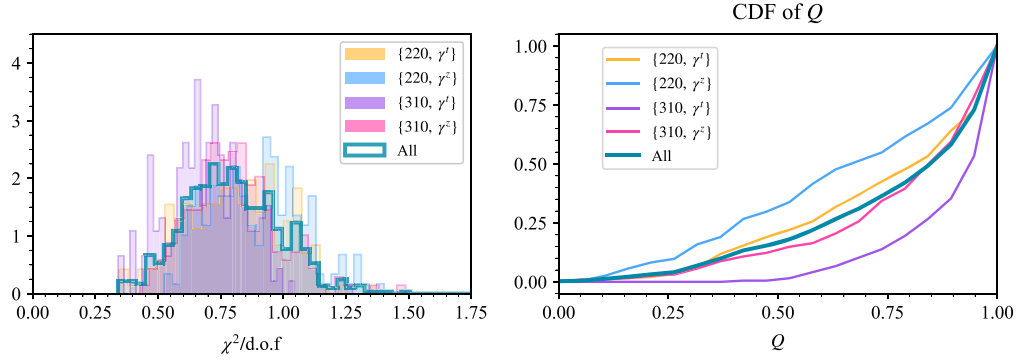 CDF of Q
4
3
2
1
0
0.00 0.25 0.50 0.75 1.00 1.25 1.50 1.75
χ²/d.o.f
{220, γᵗ}
{220, γᶻ}
{310, γᵗ}
{310, γᶻ}
All
1.00
0.75
0.50
0.25
0.00
0.00 0.25 0.50 0.75 1.00
Q
{220, γᵗ}
{220, γᶻ}
{310, γᵗ}
{310, γᶻ}
All